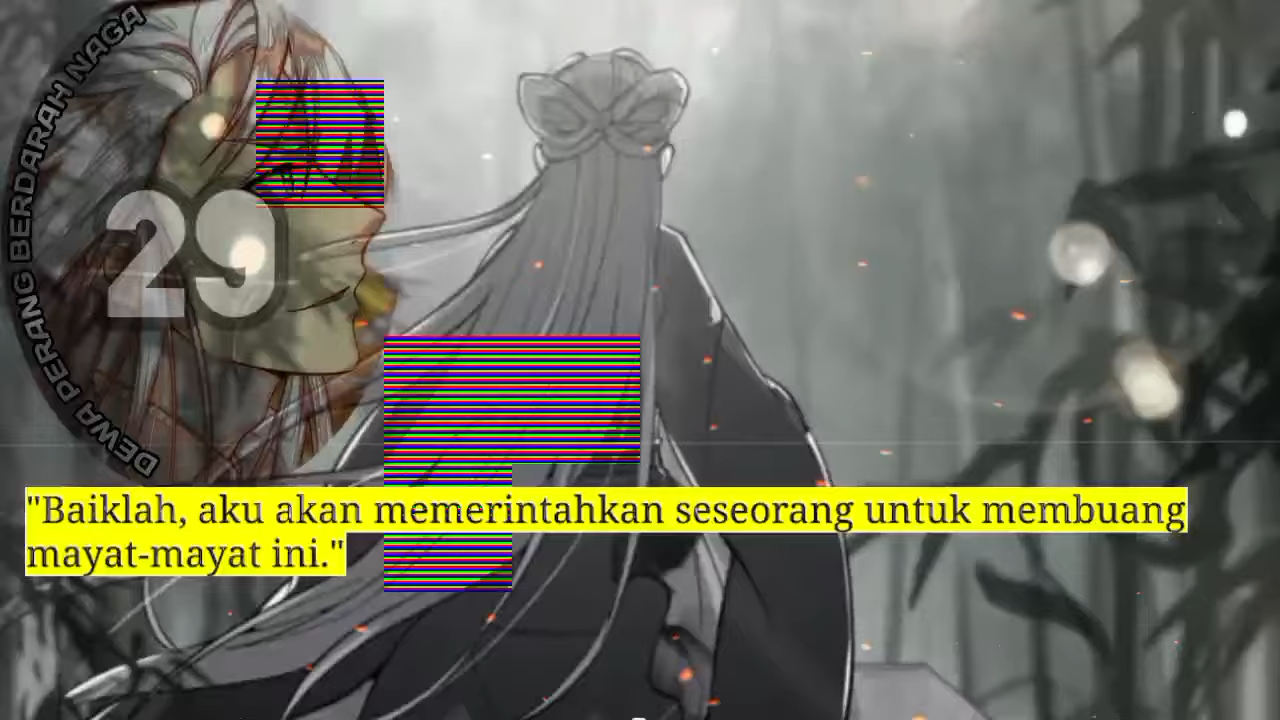 DEWA PERANG BERDARAH NAGA
29
"Baiklah, aku akan memerintahkan seseorang untuk membuang
mayat-mayat ini."